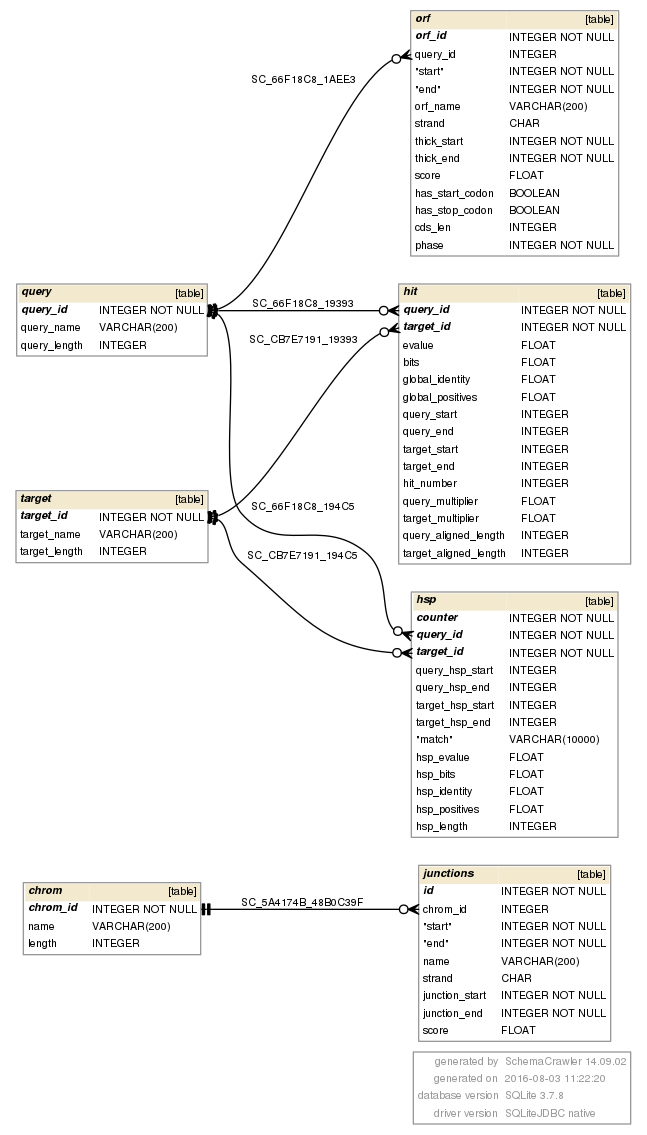 orf [table]
orf_id INTEGER NOT NULL
query_id INTEGER
"start" INTEGER NOT NULL
"end" INTEGER NOT NULL
orf_name VARCHAR(200)
strand CHAR
thick_start INTEGER NOT NULL
thick_end INTEGER NOT NULL
score FLOAT
has_start_codon BOOLEAN
has_stop_codon BOOLEAN
cds_len INTEGER
phase INTEGER NOT NULL
SC_66F18C8_1AEE3
query [table]
query_id INTEGER NOT NULL
query_name VARCHAR(200)
query_length INTEGER
SC_66F18C8_19393
SC_CB7E7191_19393
hit [table]
query_id INTEGER NOT NULL
target_id INTEGER NOT NULL
evalue FLOAT
bits FLOAT
global_identity FLOAT
global_positives FLOAT
query_start INTEGER
query_end INTEGER
target_start INTEGER
target_end INTEGER
hit_number INTEGER
query_multiplier FLOAT
target_multiplier FLOAT
query_aligned_length INTEGER
target_aligned_length INTEGER
target [table]
target_id INTEGER NOT NULL
target_name VARCHAR(200)
target_length INTEGER
SC_66F18C8_194C5
SC_CB7E7191_194C5
hsp [table]
counter INTEGER NOT NULL
query_id INTEGER NOT NULL
target_id INTEGER NOT NULL
query_hsp_start INTEGER
query_hsp_end INTEGER
target_hsp_start INTEGER
target_hsp_end INTEGER
"match" VARCHAR(10000)
hsp_evalue FLOAT
hsp_bits FLOAT
hsp_identity FLOAT
hsp_positives FLOAT
hsp_length INTEGER
chrom [table]
chrom_id INTEGER NOT NULL
name VARCHAR(200)
length INTEGER
SC_5A4174B_48B0C39F
junctions [table]
id INTEGER NOT NULL
chrom_id INTEGER
"start" INTEGER NOT NULL
"end" INTEGER NOT NULL
name VARCHAR(200)
strand CHAR
junction_start INTEGER NOT NULL
junction_end INTEGER NOT NULL
score FLOAT
generated by SchemaCrawler 14.09.02
generated on 2016-08-03 11:22:20
database version SQLite 3.7.8
driver version SQLiteJDBC native